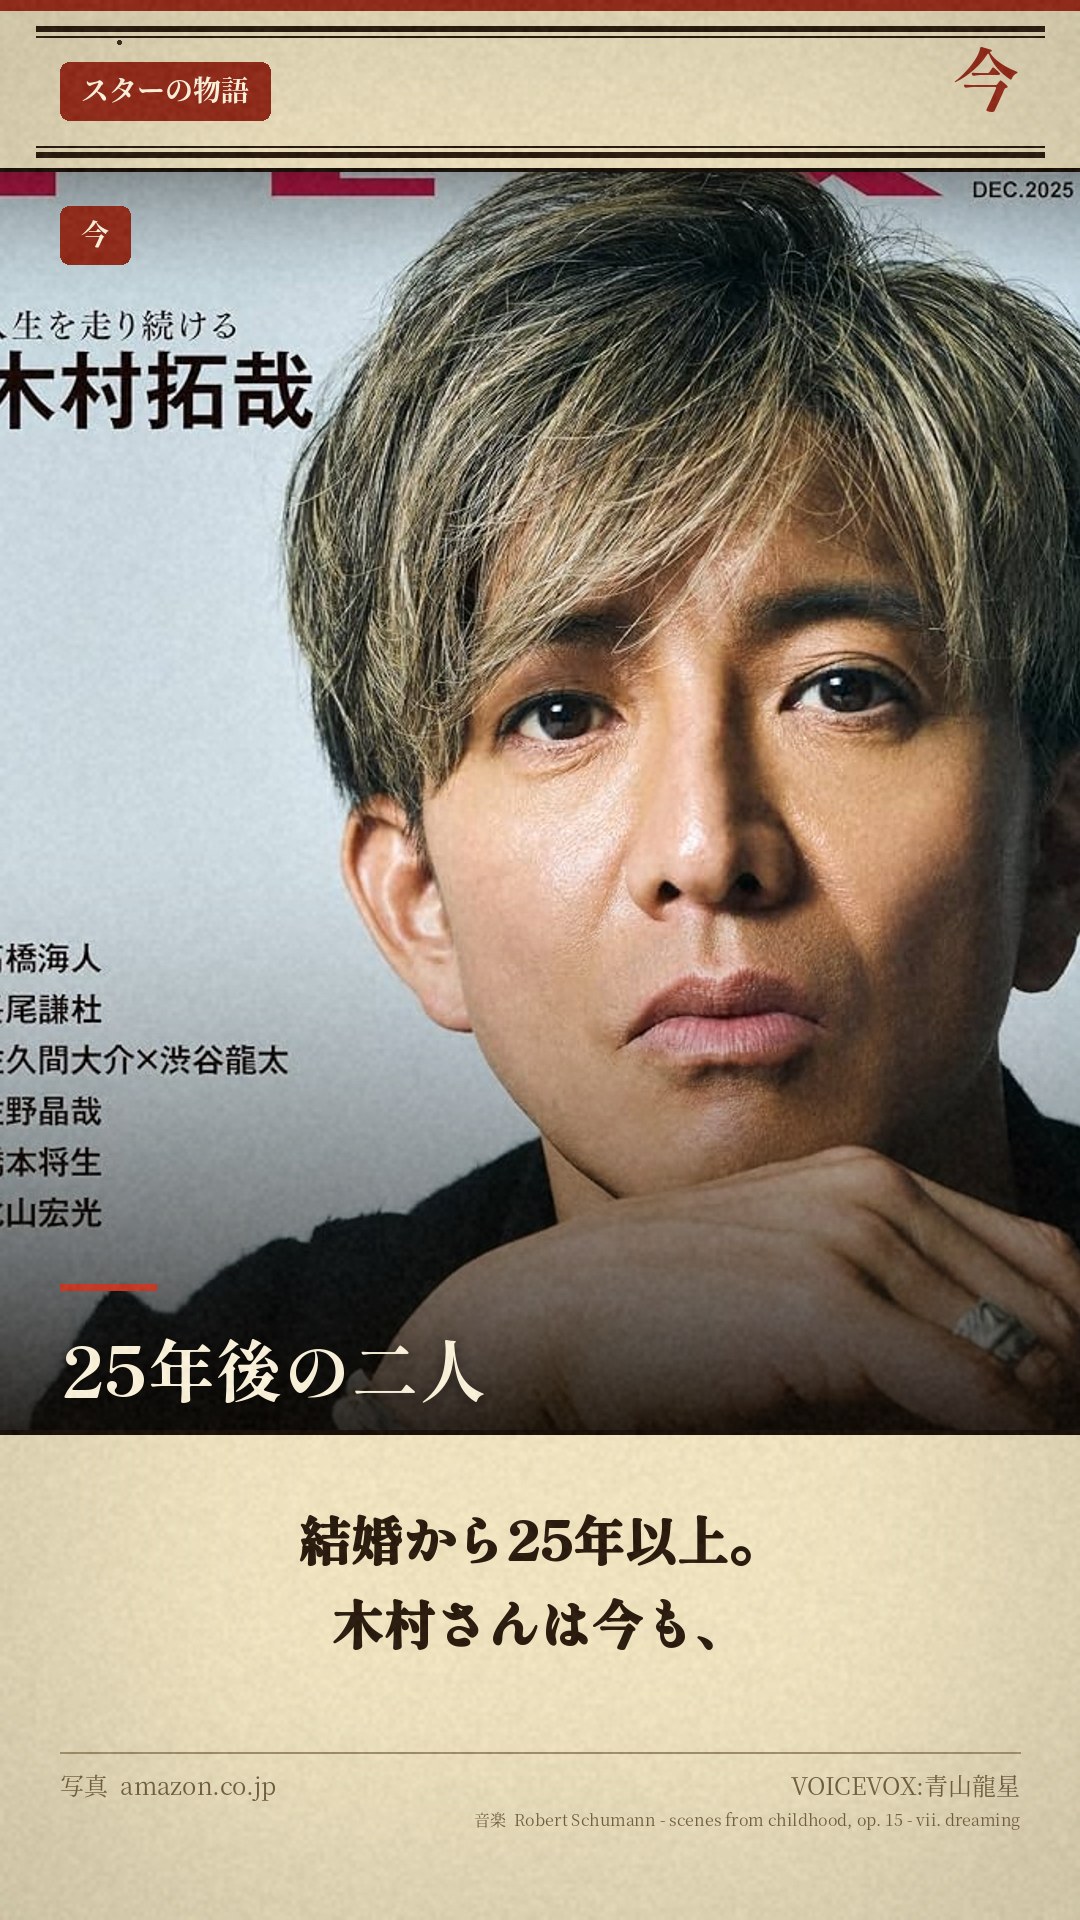 スターの物語
今
DEC.2025
今
人生を走り続ける
木村拓哉
橋海人
尾謙杜
久間大介×渋谷龍太
野晶哉
本将生
山宏光
25年後の二人
結婚から25年以上。
木村さんは今も、
写真 amazon.co.jp
VOICEVOX:青山龍星
音楽 Robert Schumann - scenes from childhood, op. 15 - vii. dreaming